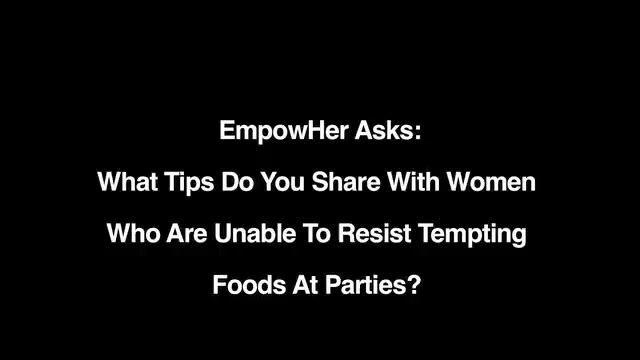 EmpowHer Asks:
What Tips Do You Share With Women
Who Are Unable To Resist Tempting
Foods At Parties?